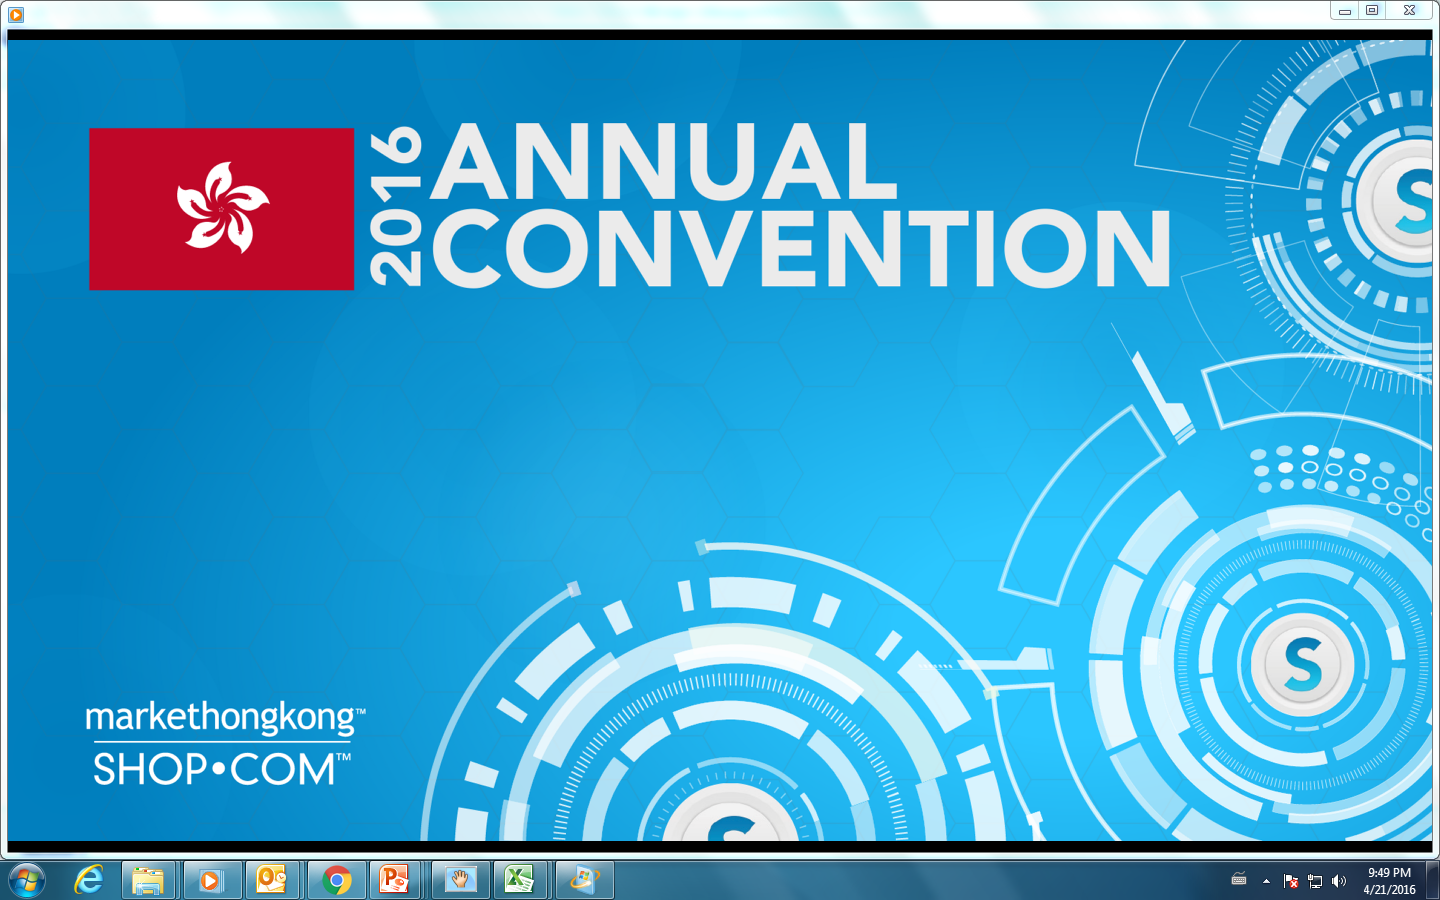 2016
ANNUAL
CONVENTION
S
S
S
markethongkong™
SHOP•COM™
9:49 PM
4/21/2016